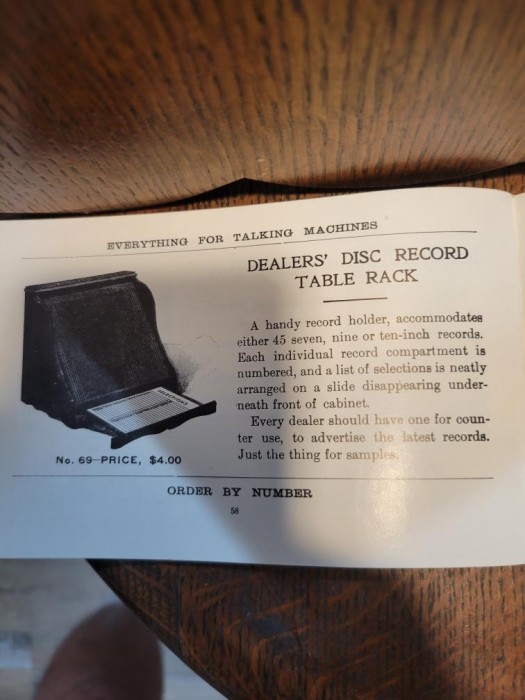 EVERYTHING FOR TALKING MACHINES
DEALERS' DISC RECORD
TABLE RACK
A handy record holder, accommodates
either 45 seven, nine or ten-inch records.
Each individual record compartment is
numbered, and a list of selections is neatly
arranged on a slide disappearing under-
neath front of cabinet.
Every dealer should have one for coun-
ter use, to advertise the latest records.
Just the thing for samples.
No. 69—PRICE, $4.00
ORDER BY NUMBER
58